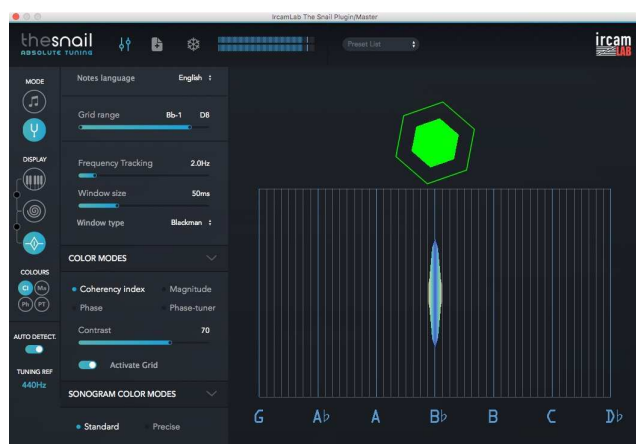 IrcamLab The Snail Plugin/Master
thesnail
ABSOLUTE TUNING
Preset List
ircam
LAB
MODE
Notes language English
Grid range Bb-1 D8
DISPLAY
Frequency Tracking 2.0Hz
Window size 50ms
Window type Blackman
COLOR MODES
COLOURS
CI Ma
Ph PT
Coherency index Magnitude
Phase Phase-tuner
Contrast 70
AUTO DETECT.
Activate Grid
TUNING REF
440Hz
SONOGRAM COLOR MODES
Standard Precise
G A♭ A B♭ B C D♭